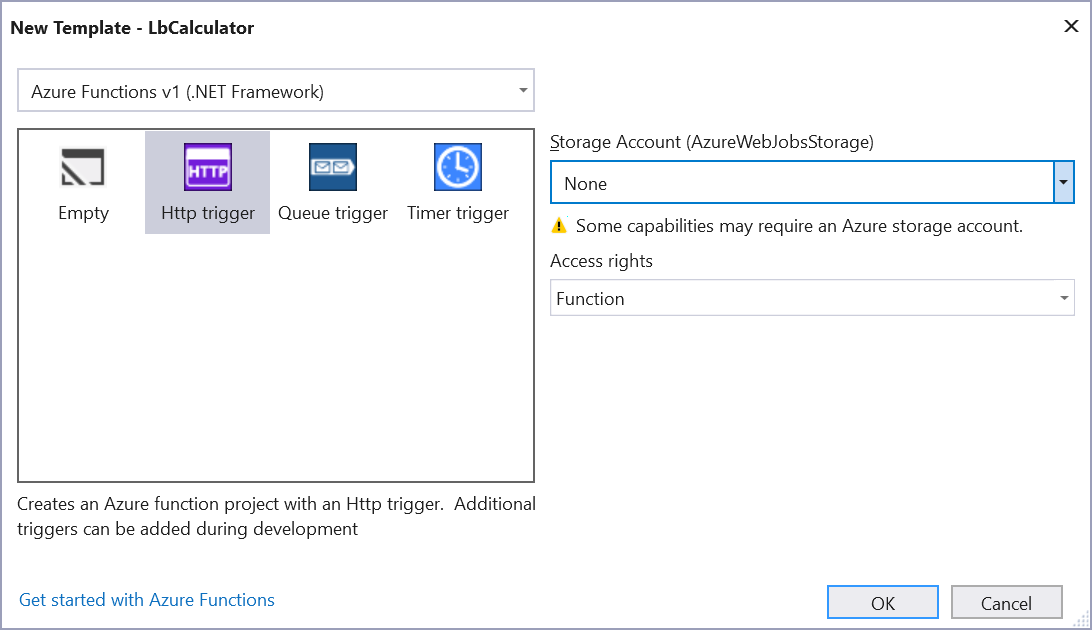 New Template - LbCalculator
Azure Functions v1 (.NET Framework)
Empty
HTTP
Http trigger
Queue trigger
Timer trigger
Creates an Azure function project with an Http trigger.  Additional
triggers can be added during development
Storage Account (AzureWebJobsStorage)
None
Some capabilities may require an Azure storage account.
Access rights
Function
Get started with Azure Functions
OK
Cancel